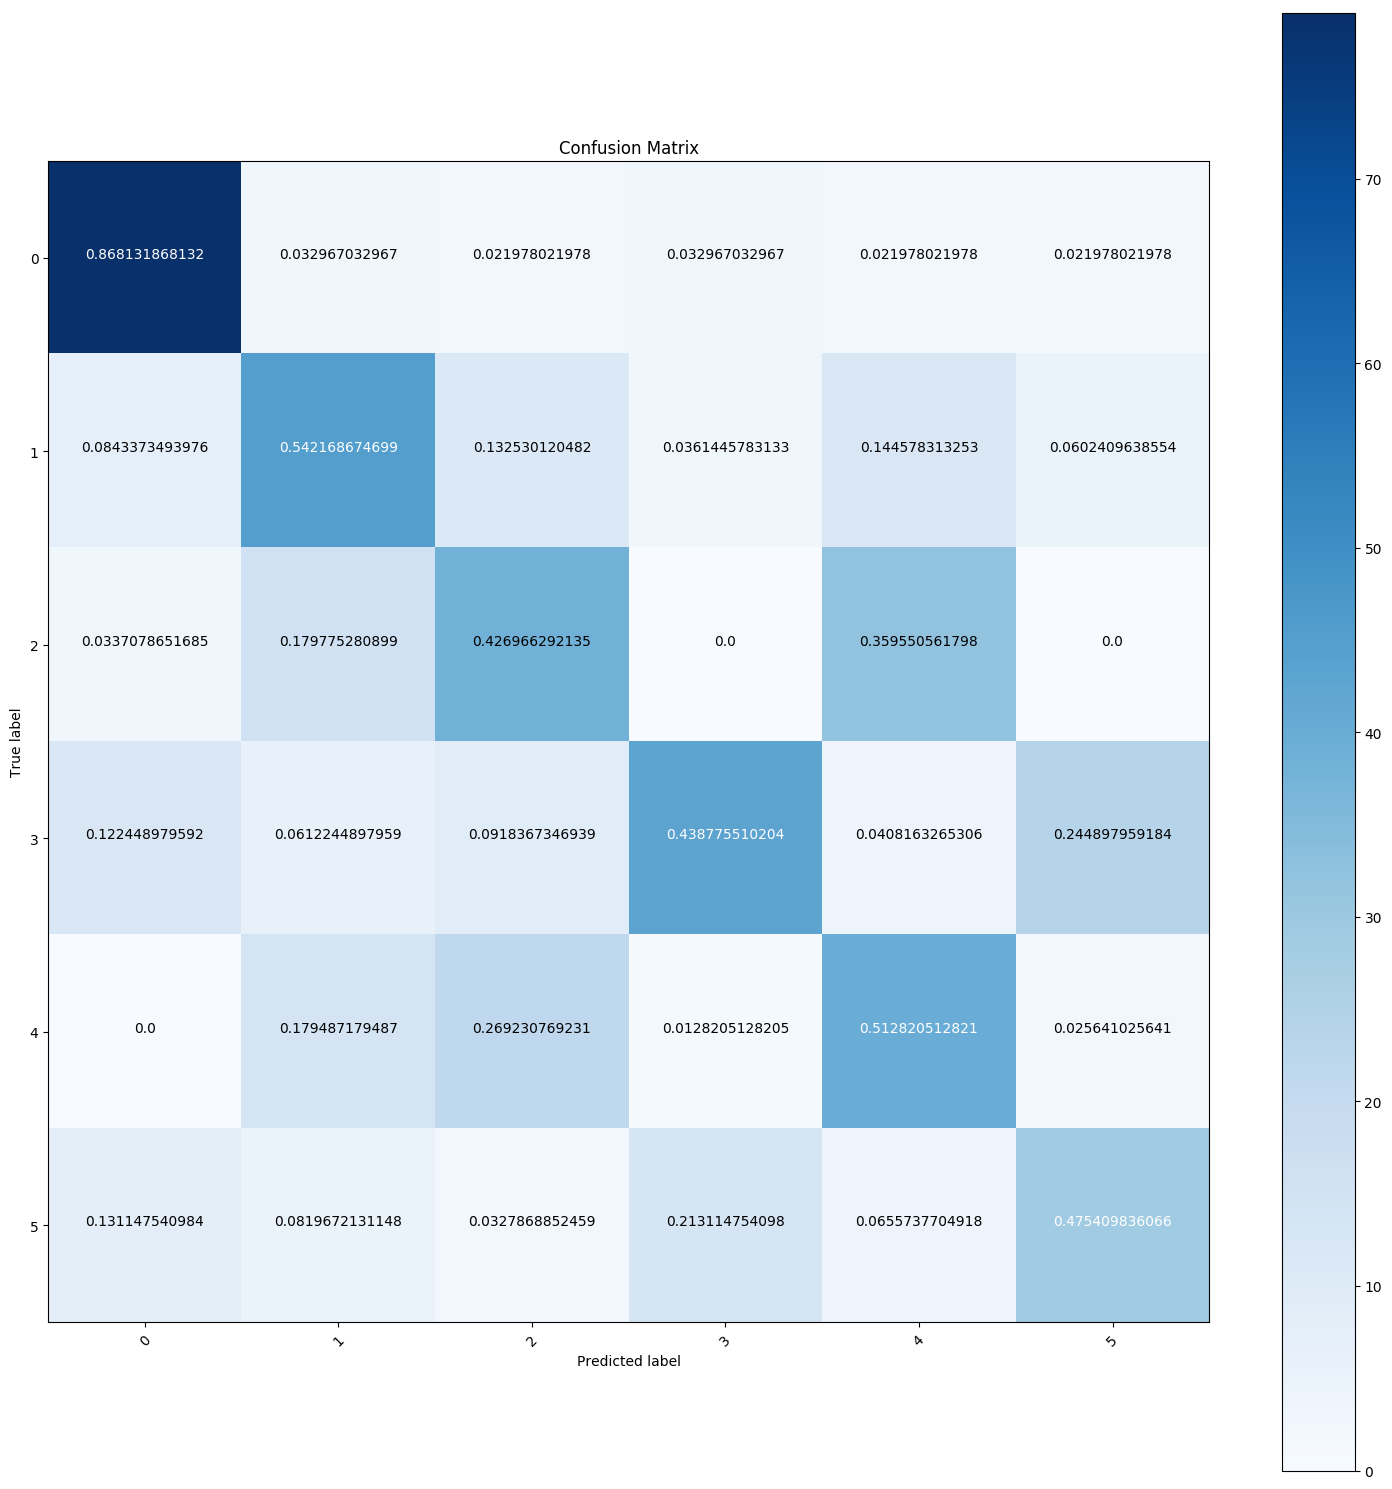 Confusion Matrix
0 0.868131868132 0.032967032967 0.021978021978 0.032967032967 0.021978021978 0.021978021978
1 0.0843373493976 0.542168674699 0.132530120482 0.0361445783133 0.144578313253 0.0602409638554
2 0.0337078651685 0.179775280899 0.426966292135 0.0 0.359550561798 0.0
3 0.122448979592 0.0612244897959 0.0918367346939 0.438775510204 0.0408163265306 0.244897959184
4 0.0 0.179487179487 0.269230769231 0.0128205128205 0.512820512821 0.025641025641
5 0.131147540984 0.0819672131148 0.0327868852459 0.213114754098 0.0655737704918 0.475409836066
0 1 2 3 4 5
Predicted label
True label
70
60
50
40
30
20
10
0